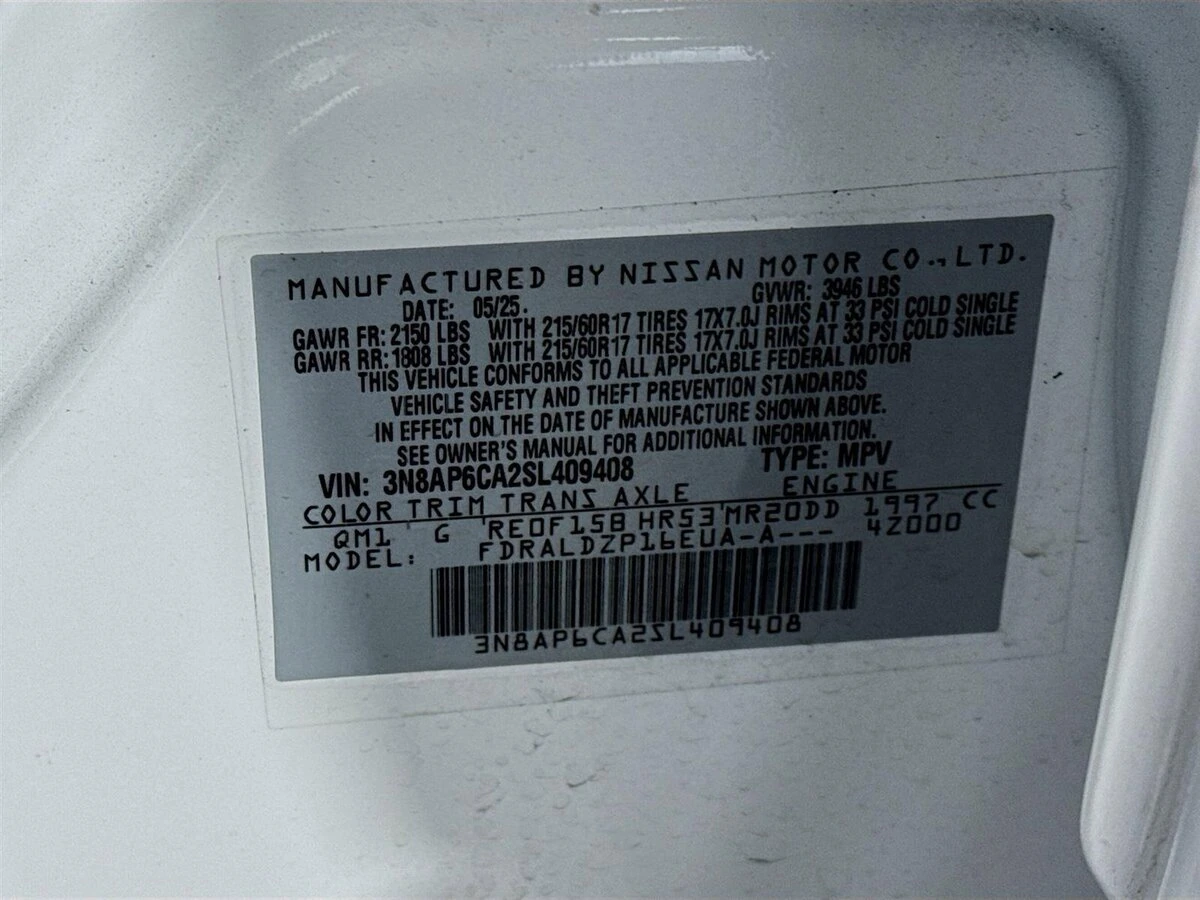 MANUFACTURED BY NISSAN MOTOR CO., LTD.
DATE: 05/25. GVWR: 3946 LBS
GAWR FR: 2150 LBS WITH 215/60R17 TIRES 17X7.0J RIMS AT 33 PSI COLD SINGLE
GAWR RR: 1808 LBS WITH 215/60R17 TIRES 17X7.0J RIMS AT 33 PSI COLD SINGLE
THIS VEHICLE CONFORMS TO ALL APPLICABLE FEDERAL MOTOR
VEHICLE SAFETY AND THEFT PREVENTION STANDARDS
IN EFFECT ON THE DATE OF MANUFACTURE SHOWN ABOVE.
SEE OWNER'S MANUAL FOR ADDITIONAL INFORMATION.
VIN: 3N8AP6CA2SL409408 TYPE: MPV
COLOR TRIM TRANS AXLE ENGINE
QM1 G RE0F15B HR53 MR20DD 1997 CC
MODEL: FDRALDZP16EUA-A--- 4Z000
3N8AP6CA2SL409408